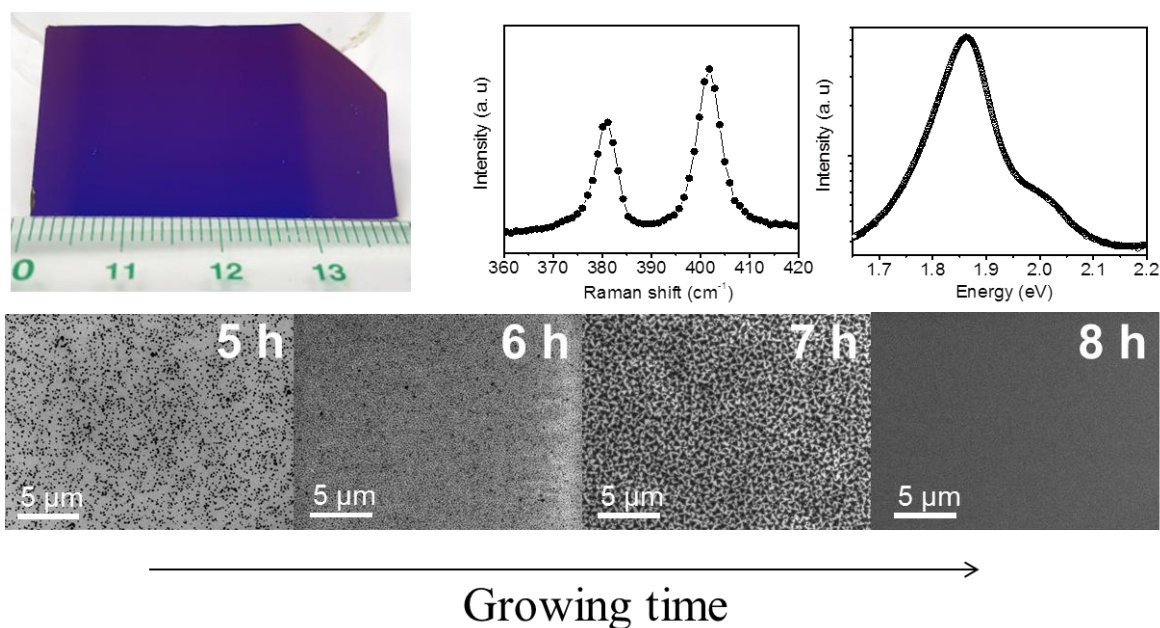 0 11 12 13
Intensity (a. u)
360 370 380 390 400 410 420
Raman shift (cm⁻¹)
Intensity (a. u)
1.7 1.8 1.9 2.0 2.1 2.2
Energy (eV)
5 h
5 µm
6 h
5 µm
7 h
5 µm
8 h
5 µm
Growing time